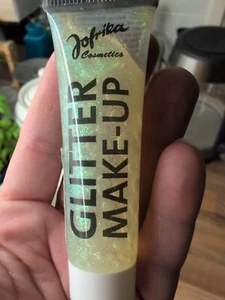 Jofrika
Cosmetics
GLITTER
MAKE-UP